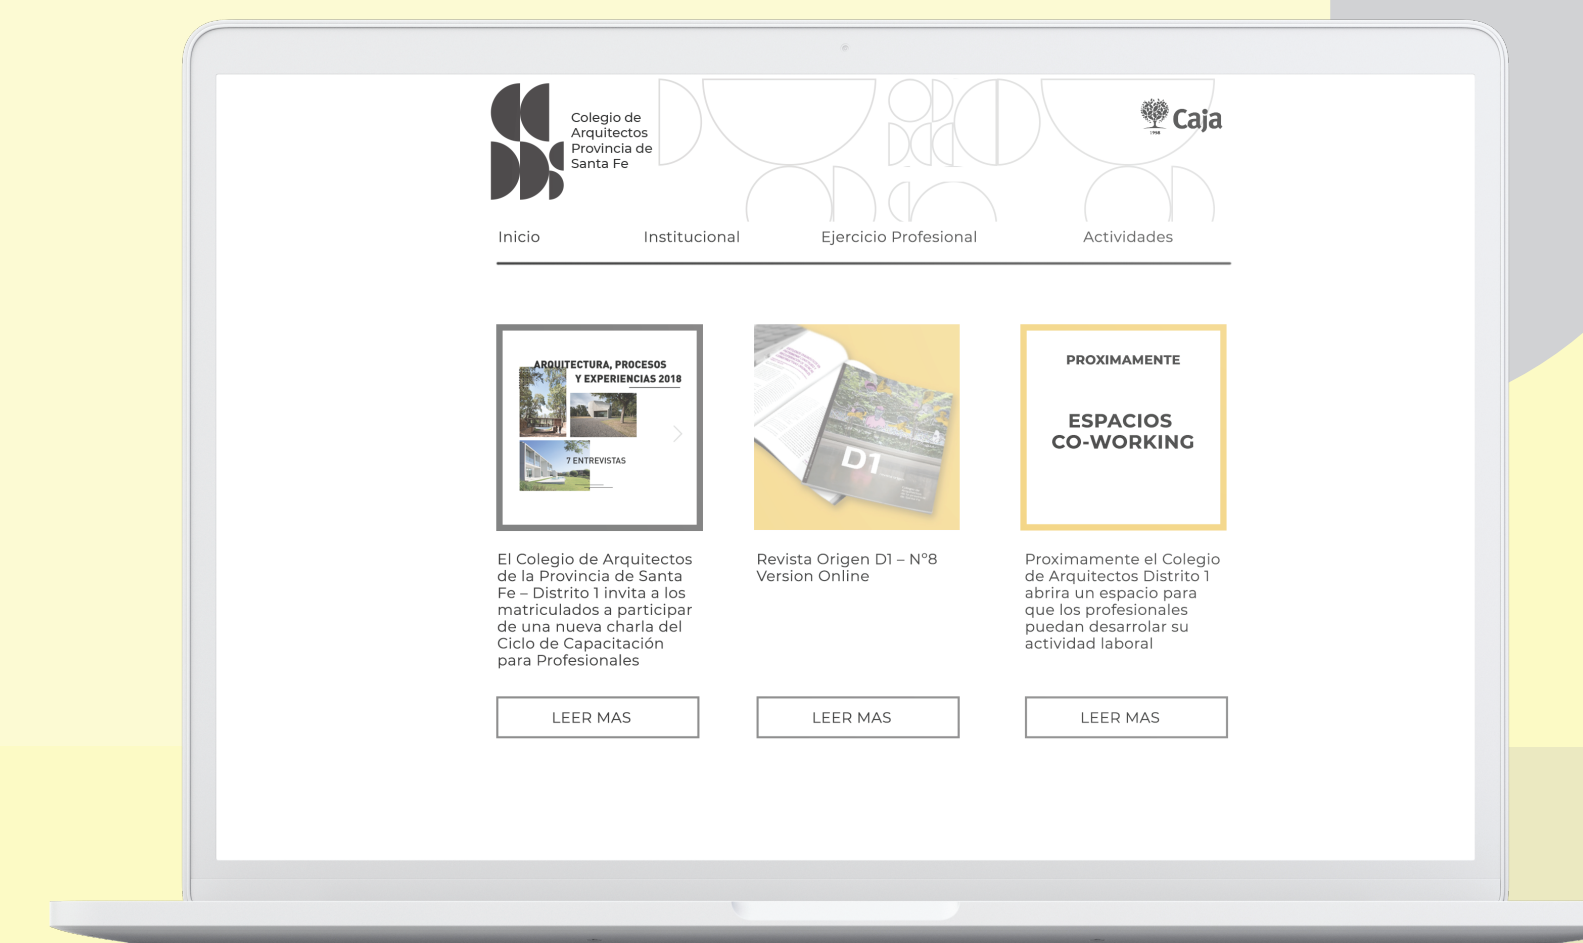 Colegio de
Arquitectos
Provincia de
Santa Fe
Caja
1958
Inicio
Institucional
Ejercicio Profesional
Actividades
ARQUITECTURA, PROCESOS
Y EXPERIENCIAS 2018
7 ENTREVISTAS
D1
PROXIMAMENTE
ESPACIOS
CO-WORKING
El Colegio de Arquitectos
de la Provincia de Santa
Fe – Distrito 1 invita a los
matriculados a participar
de una nueva charla del
Ciclo de Capacitación
para Profesionales
Revista Origen D1 – N°8
Version Online
Proximamente el Colegio
de Arquitectos Distrito 1
abrira un espacio para
que los profesionales
puedan desarrolar su
actividad laboral
LEER MAS
LEER MAS
LEER MAS